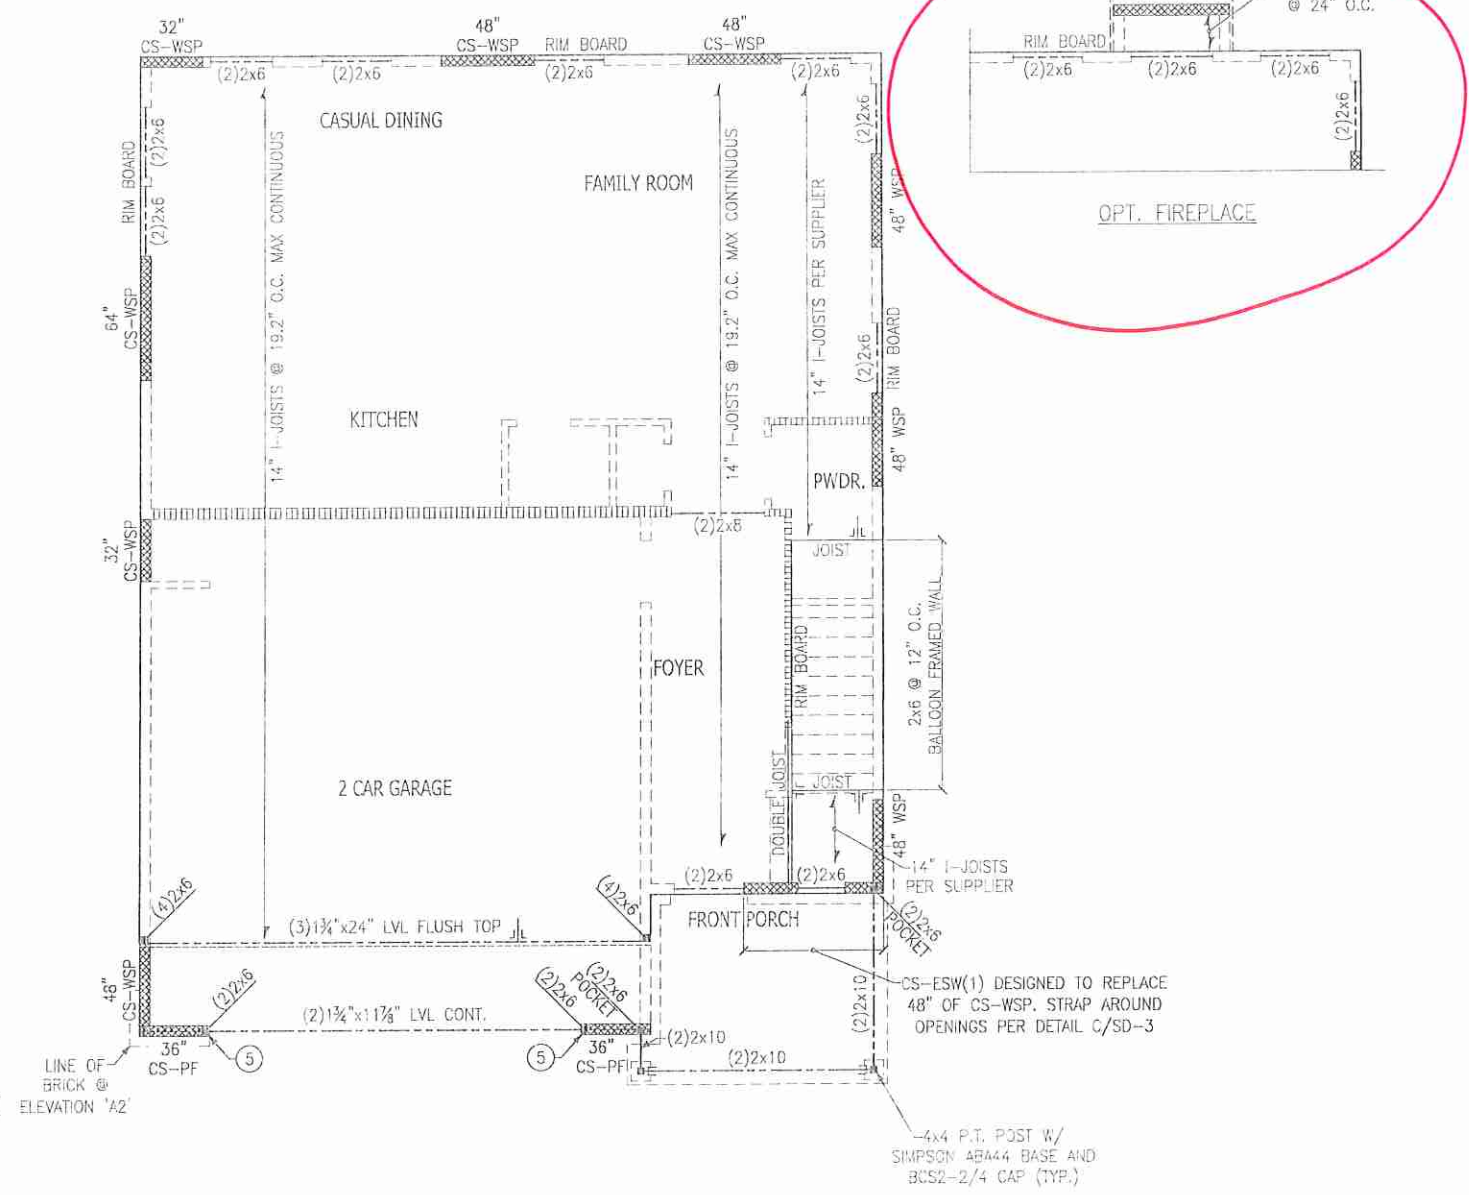 32"
CS-WSP
48"
CS-WSP
RIM BOARD
48"
CS-WSP
(2)2x6
(2)2x6
(2)2x6
(2)2x6
@ 24" O.C.
RIM BOARD
(2)2x6
(2)2x6
(2)2x6
(2)2x6
OPT. FIREPLACE
CASUAL DINING
FAMILY ROOM
RIM BOARD
(2)2x6
(2)2x6
14" I-JOISTS @ 19.2" O.C. MAX CONTINUOUS
14" I-JOISTS @ 19.2" O.C. MAX CONTINUOUS
14" I-JOISTS PER SUPPLIER
(2)2x6
48" WSP
64"
CS-WSP
(2)2x6
RIM BOARD
48" WSP
KITCHEN
PWDR.
(2)2x8
32"
CS-WSP
JOIST
2x6 @ 12" O.C.
BALLOON FRAMED WALL
RIM BOARD
FOYER
2 CAR GARAGE
DOUBLE JOIST
JOIST
48" WSP
14" I-JOISTS
PER SUPPLIER
(2)2x6
(2)2x6
(4)2x6
(4)2x6
(3)1¾"x24" LVL FLUSH TOP
FRONT PORCH
(2)2x6
POCKET
48"
CS-WSP
(2)2x6
(2)2x6
(2)2x6
POCKET
(2)1¾"x11⅞" LVL CONT.
(2)2x10
CS-ESW(1) DESIGNED TO REPLACE
48" OF CS-WSP. STRAP AROUND
OPENINGS PER DETAIL C/SD-3
36"
CS-PF
5
5
36"
CS-PF
(2)2x10
(2)2x10
LINE OF
BRICK @
ELEVATION 'A2'
4x4 P.T. POST W/
SIMPSON ABA44 BASE AND
BCS2-2/4 CAP (TYP.)